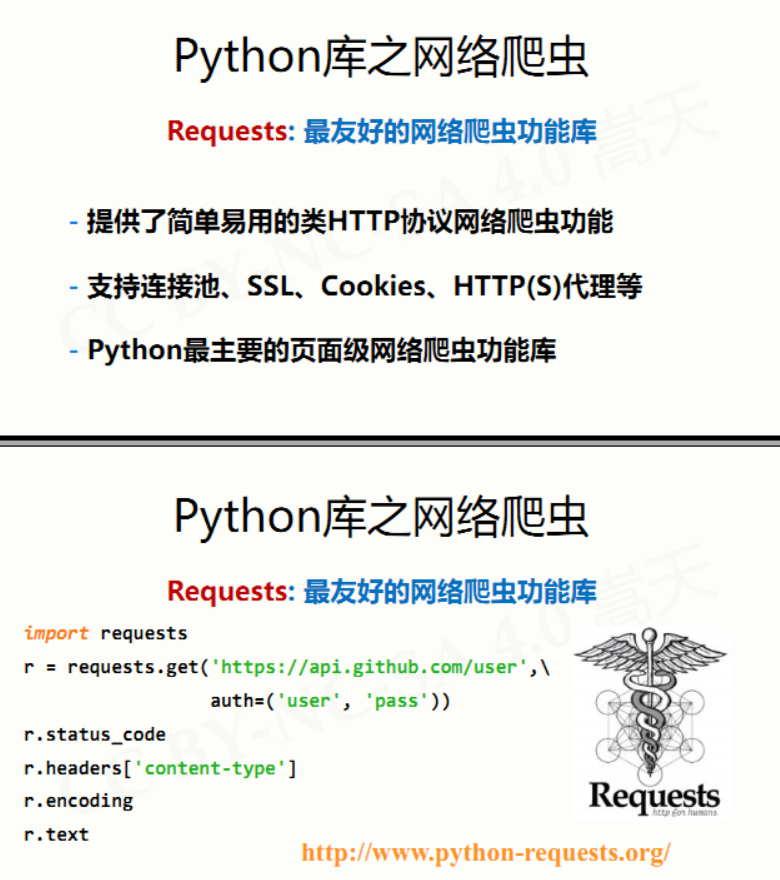 Python库之网络爬虫
Requests: 最友好的网络爬虫功能库
- 提供了简单易用的类HTTP协议网络爬虫功能
- 支持连接池、SSL、Cookies、HTTP(S)代理等
- Python最主要的页面级网络爬虫功能库
CC BY-NC-SA 4.0 嵩天
Python库之网络爬虫
Requests: 最友好的网络爬虫功能库
import requests
r = requests.get('https://api.github.com/user',\
auth=('user', 'pass'))
r.status_code
r.headers['content-type']
r.encoding
r.text
Requests
http for humans
http://www.python-requests.org/
CC BY-NC-SA 4.0 嵩天